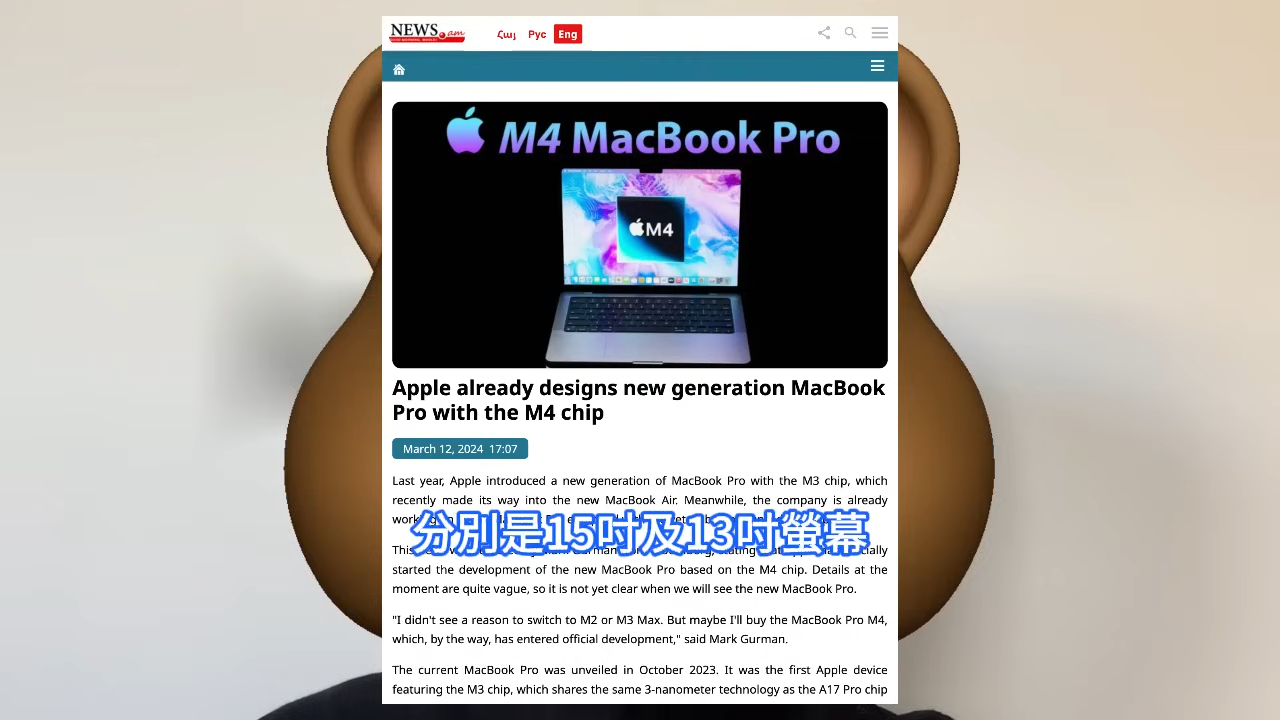 NEWS.am
Հայ Рус Eng
M4 MacBook Pro
M4
Apple already designs new generation MacBook
Pro with the M4 chip
March 12, 2024 17:07
Last year, Apple introduced a new generation of MacBook Pro with the M3 chip, which
recently made its way into the new MacBook Air. Meanwhile, the company is already
分別是15吋及13吋螢幕
started the development of the new MacBook Pro based on the M4 chip. Details at the
moment are quite vague, so it is not yet clear when we will see the new MacBook Pro.
"I didn't see a reason to switch to M2 or M3 Max. But maybe I'll buy the MacBook Pro M4,
which, by the way, has entered official development," said Mark Gurman.
The current MacBook Pro was unveiled in October 2023. It was the first Apple device
featuring the M3 chip, which shares the same 3-nanometer technology as the A17 Pro chip